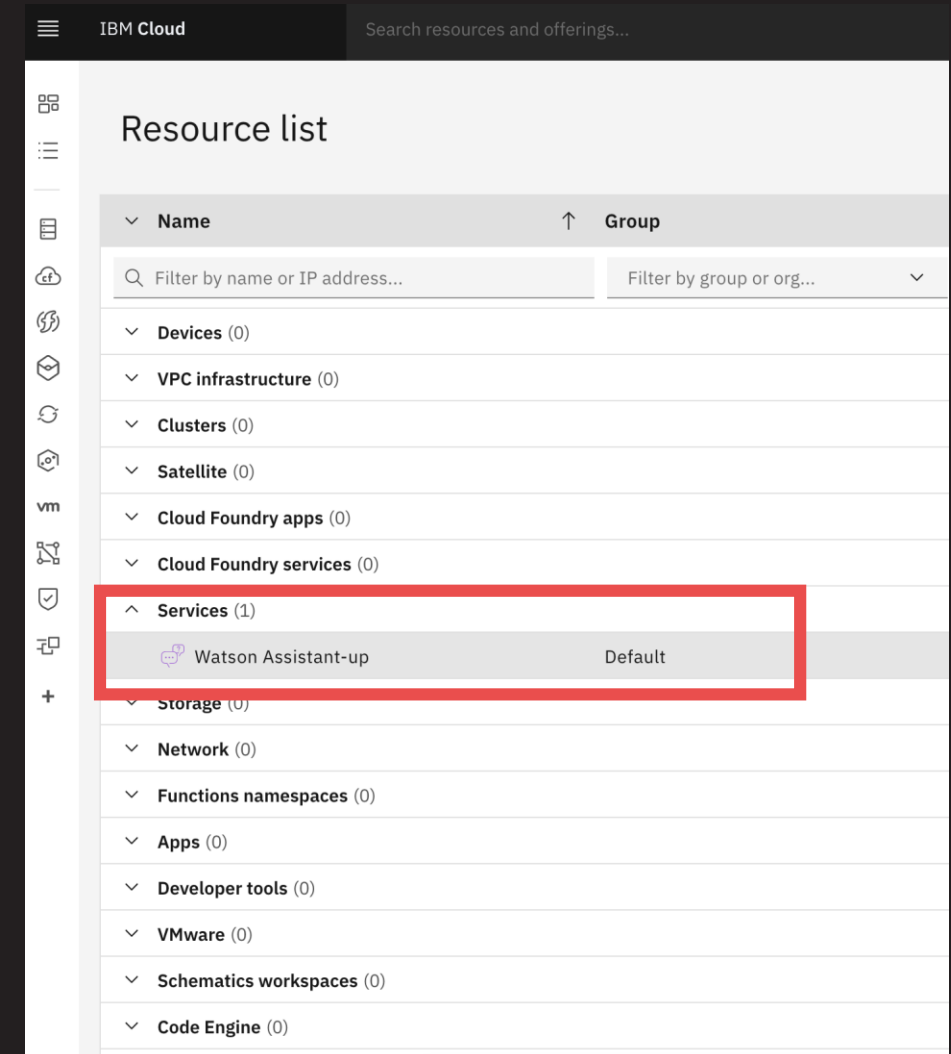 IBM Cloud Search resources and offerings...
Resource list
Name Group
Filter by name or IP address... Filter by group or org...
Devices (0)
VPC infrastructure (0)
Clusters (0)
Satellite (0)
Cloud Foundry apps (0)
Cloud Foundry services (0)
Services (1)
Watson Assistant-up Default
Storage (0)
Network (0)
Functions namespaces (0)
Apps (0)
Developer tools (0)
VMware (0)
Schematics workspaces (0)
Code Engine (0)
cf
vm